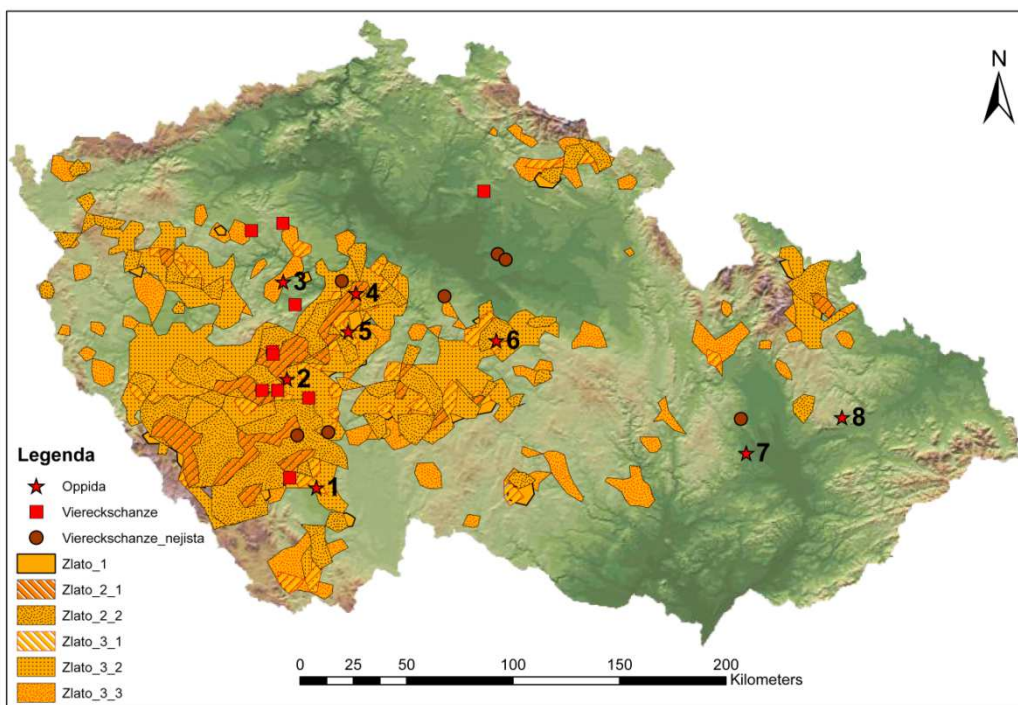 N
3
4
5
6
2
8
7
1
Legenda
Oppida
Viereckschanze
Viereckschanze_nejista
Zlato_1
Zlato_2_1
Zlato_2_2
Zlato_3_1
Zlato_3_2
Zlato_3_3
0 25 50 100 150 200
Kilometers